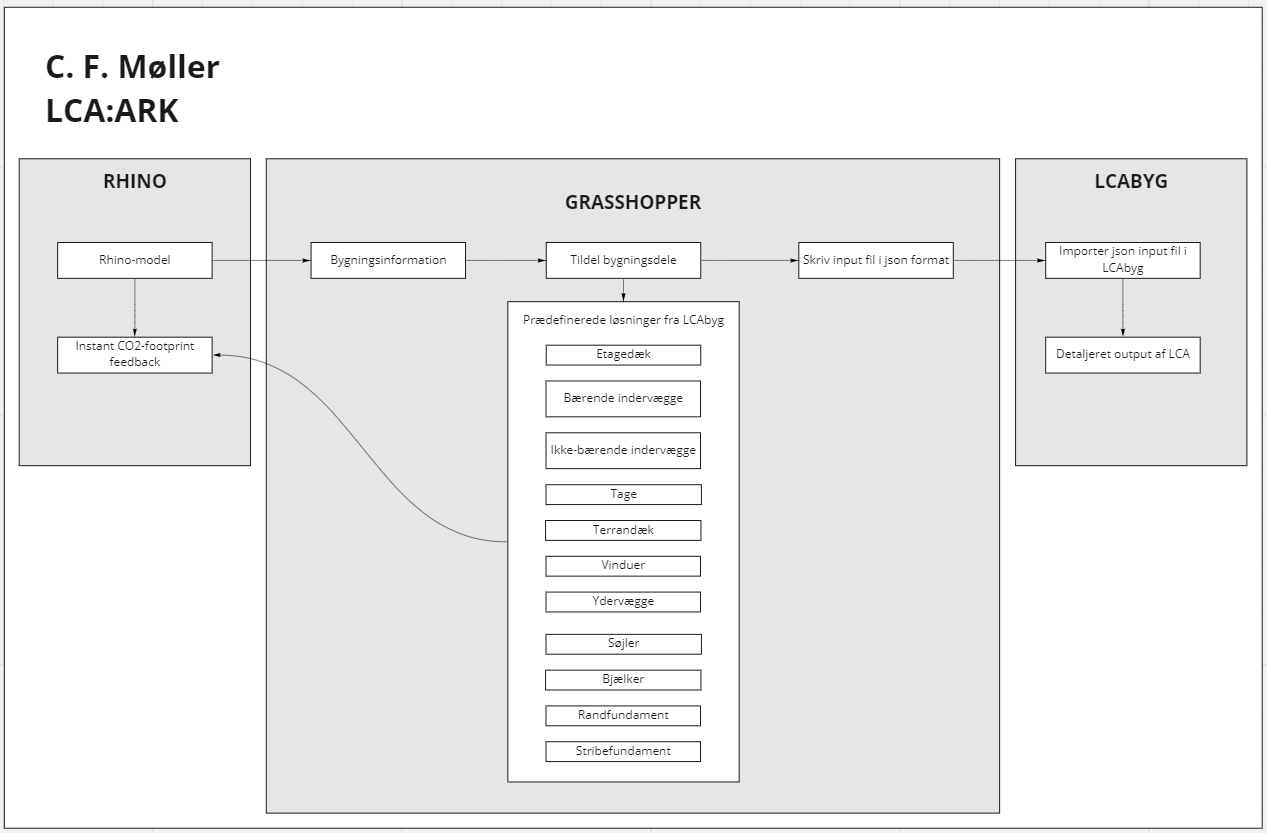 C. F. Møller
LCA:ARK
RHINO
Rhino-model
Instant CO2-footprint
feedback
GRASSHOPPER
Bygningsinformation
Tildel bygningsdele
Skriv input fil i json format
Prædefinerede løsninger fra LCAbyg
Etagedæk
Bærende indervægge
Ikke-bærende indervægge
Tage
Terrandæk
Vinduer
Ydervægge
Søjler
Bjælker
Randfundament
Stribefundament
LCABYG
Importer json input fil i
LCAbyg
Detaljeret output af LCA